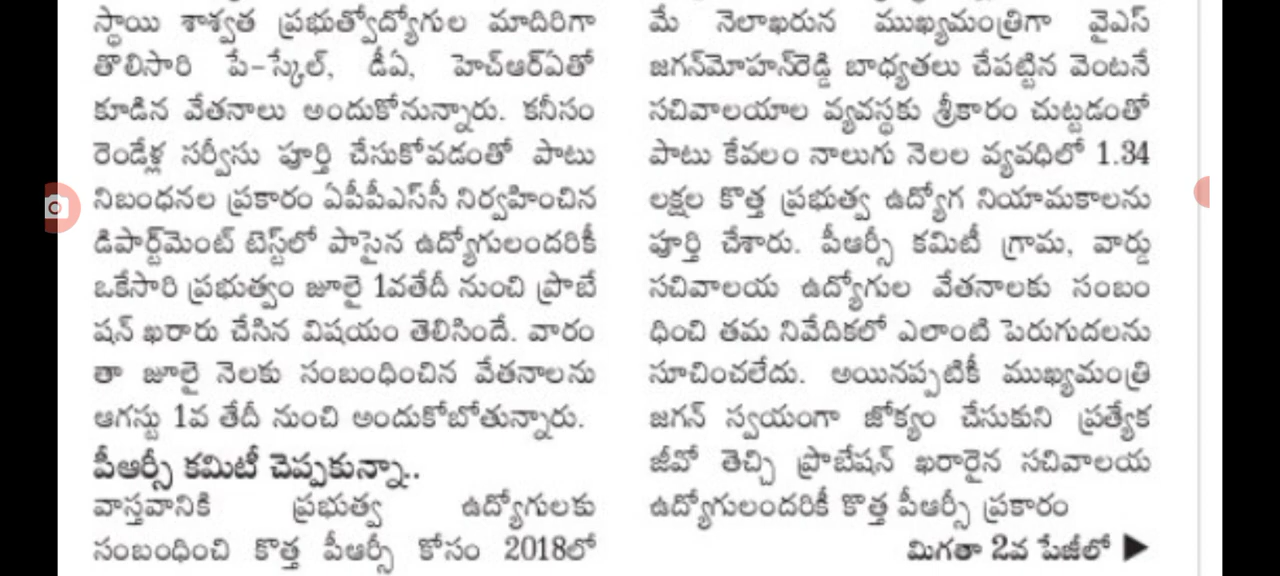 స్థాయి శాశ్వత ప్రభుత్వోద్యోగుల మాదిరిగా
తొలిసారి పే-స్కేల్, డీఏ, హెచ్ఆర్ఏతో
కూడిన వేతనాలు అందుకోనున్నారు. కనీసం
రెండేళ్ల సర్వీసు పూర్తి చేసుకోవడంతో పాటు
నిబంధనల ప్రకారం ఏపీపీఎస్సీ నిర్వహించిన
డిపార్ట్‌మెంట్ టెస్ట్‌లో పాసైన ఉద్యోగులందరికీ
ఒకేసారి ప్రభుత్వం జూలై 1వతేదీ నుంచి ప్రొబే
షన్ ఖరారు చేసిన విషయం తెలిసిందే. వారం
తా జూలై నెలకు సంబంధించిన వేతనాలను
ఆగస్టు 1వ తేదీ నుంచి అందుకోబోతున్నారు.
పీఆర్సీ కమిటీ చెప్పకున్నా..
వాస్తవానికి ప్రభుత్వ ఉద్యోగులకు
సంబంధించి కొత్త పీఆర్సీ కోసం 2018లో
మే నెలాఖరున ముఖ్యమంత్రిగా వైఎస్
జగన్‌మోహన్‌రెడ్డి బాధ్యతలు చేపట్టిన వెంటనే
సచివాలయాల వ్యవస్థకు శ్రీకారం చుట్టడంతో
పాటు కేవలం నాలుగు నెలల వ్యవధిలో 1.34
లక్షల కొత్త ప్రభుత్వ ఉద్యోగ నియామకాలను
పూర్తి చేశారు. పీఆర్సీ కమిటీ గ్రామ, వార్డు
సచివాలయ ఉద్యోగుల వేతనాలకు సంబం
ధించి తమ నివేదికలో ఎలాంటి పెరుగుదలను
సూచించలేదు. అయినప్పటికీ ముఖ్యమంత్రి
జగన్ స్వయంగా జోక్యం చేసుకుని ప్రత్యేక
జీవో తెచ్చి ప్రొబేషన్ ఖరారైన సచివాలయ
ఉద్యోగులందరికీ కొత్త పీఆర్సీ ప్రకారం
మిగతా 2వ పేజీలో ▶